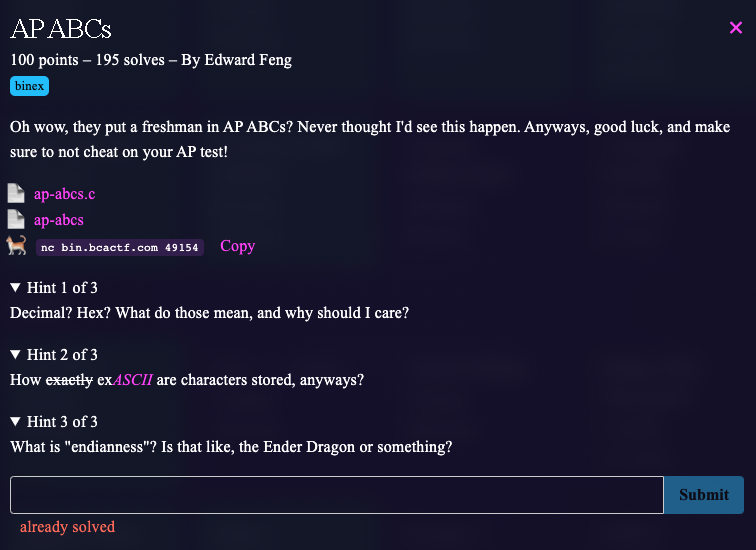 AP ABCs
×
100 points – 195 solves – By Edward Feng
binex
Oh wow, they put a freshman in AP ABCs? Never thought I'd see this happen. Anyways, good luck, and make
sure to not cheat on your AP test!
ap-abcs.c
ap-abcs
nc bin.bcactf.com 49154 Copy
▼ Hint 1 of 3
Decimal? Hex? What do those mean, and why should I care?
▼ Hint 2 of 3
How exactly exASCII are characters stored, anyways?
▼ Hint 3 of 3
What is "endianness"? Is that like, the Ender Dragon or something?
Submit
already solved